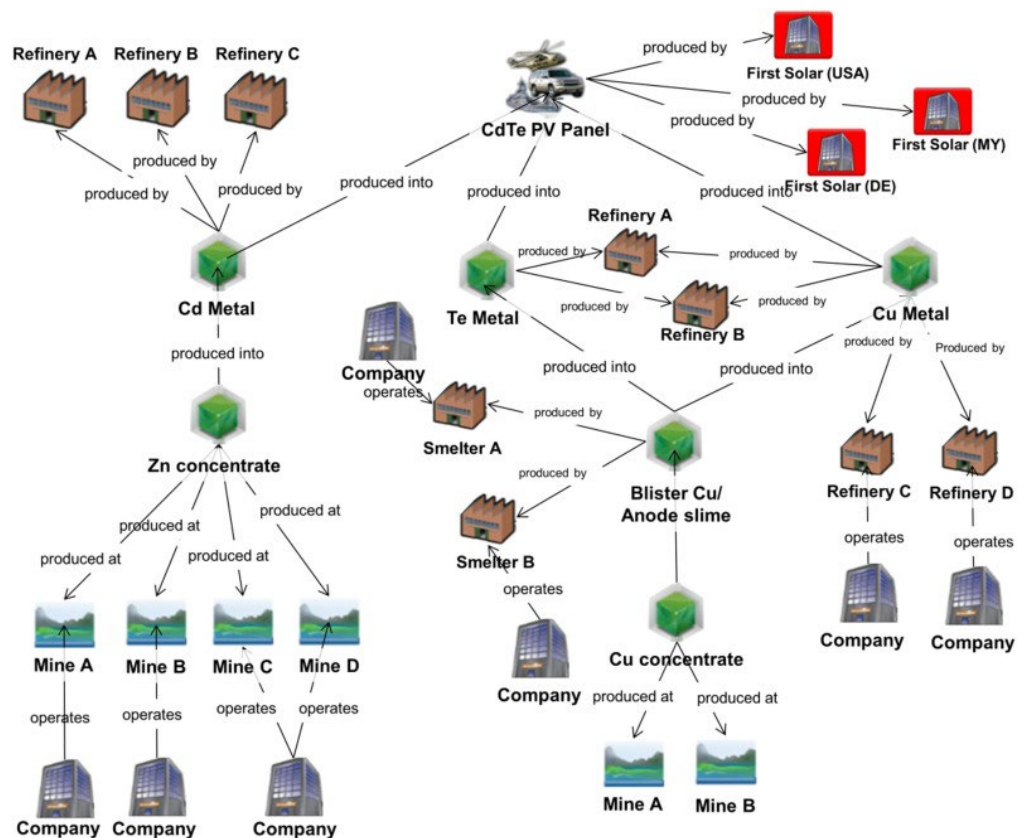 Refinery A
Refinery B
Refinery C
produced by
First Solar (USA)
produced by
First Solar (MY)
produced by
First Solar (DE)
CdTe PV Panel
produced by
produced by
produced by
produced into
produced into
produced into
Refinery A
produced by
produced by
produced by
produced by
Refinery B
Cd Metal
Te Metal
Cu Metal
produced into
Company
operates
Smelter A
produced by
produced into
produced into
produced by
Produced by
Zn concentrate
produced by
Blister Cu/
Anode slime
Refinery C
Refinery D
produced at
produced at
produced at
produced at
Smelter B
operates
operates
operates
Mine A
Mine B
Mine C
Mine D
Company
Cu concentrate
Company
Company
produced at
produced at
operates
operates
operates
operates
Mine A
Mine B
Company
Company
Company